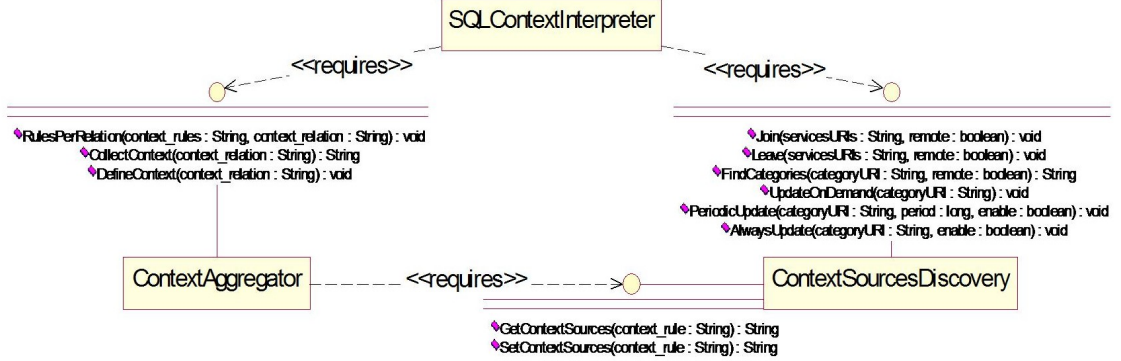 SQLContextInterpreter
<<requires>>
<<requires>>
RulesPerRelation(context_rules : String, context_relation : String) : void
CollectContext(context_relation : String) : String
DefineContext(context_relation : String) : void
Join(servicesURIs : String, remote : boolean) : void
Leave(servicesURIs : String, remote : boolean) : void
FindCategories(categoryURI : String, remote : boolean) : String
UpdateOnDemand(categoryURI : String) : void
PeriodicUpdate(categoryURI : String, period : long, enable : boolean) : void
AlwaysUpdate(categoryURI : String, enable : boolean) : void
ContextAggregator
<<requires>>
ContextSourcesDiscovery
GetContextSources(context_rule : String) : String
SetContextSources(context_rule : String) : String